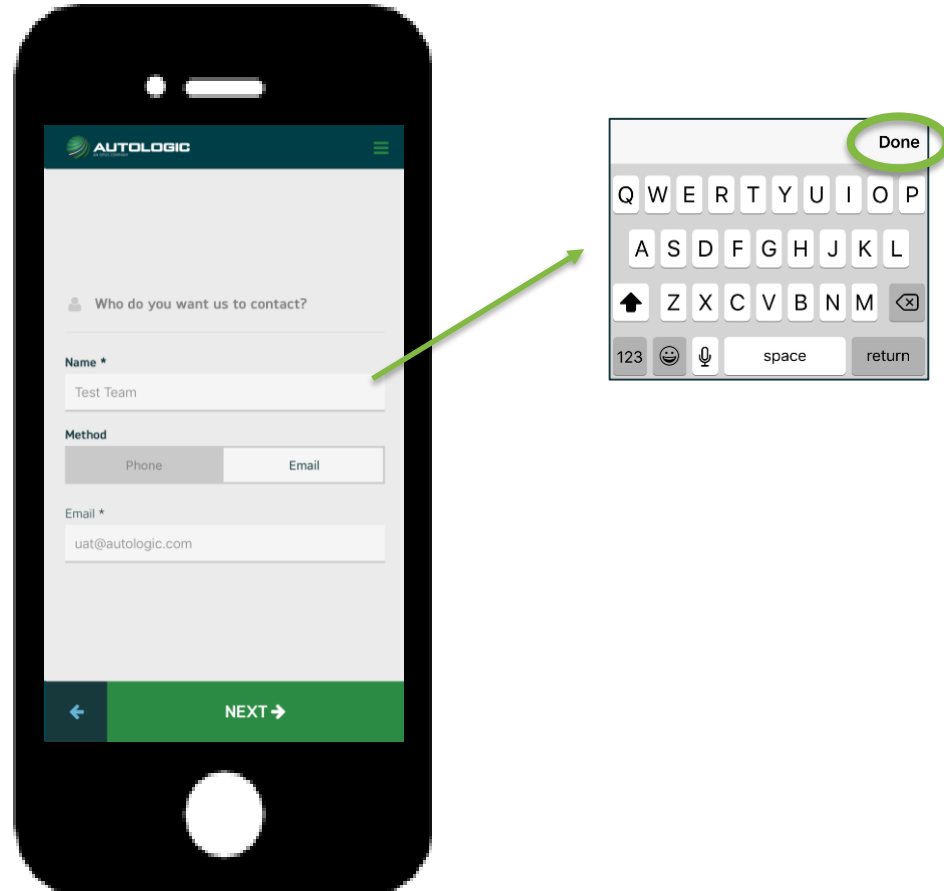 AUTOLOGIC
Who do you want us to contact?
Name *
Test Team
Method
Phone Email
Email *
uat@autologic.com
NEXT
Done
Q W E R T Y U I O P
A S D F G H J K L
Z X C V B N M
123 space return